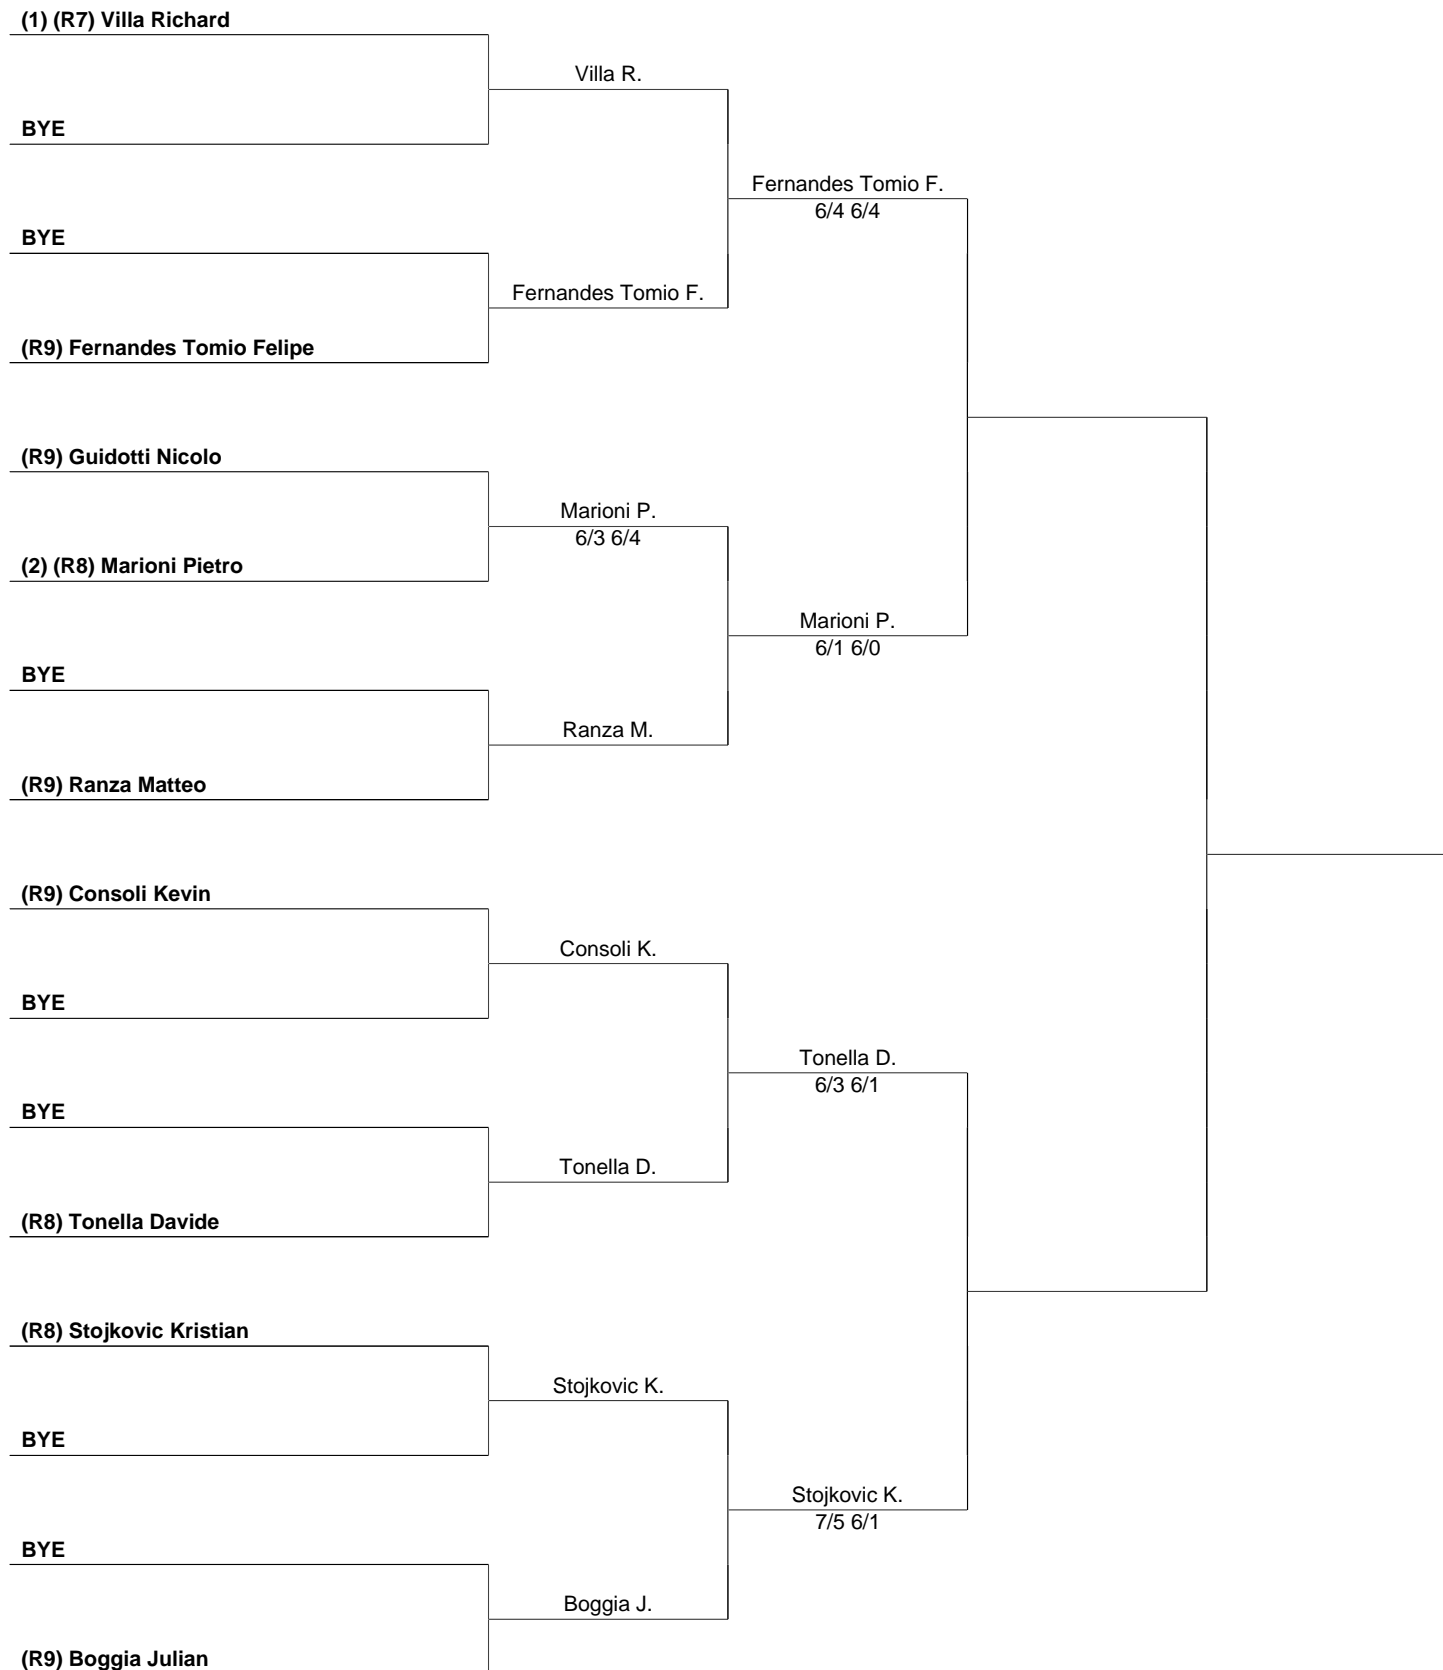 (1) (R7) Villa Richard
Villa R.
BYE
Fernandes Tomio F.
6/4 6/4
BYE
Fernandes Tomio F.
(R9) Fernandes Tomio Felipe
(R9) Guidotti Nicolo
Marioni P.
6/3 6/4
(2) (R8) Marioni Pietro
Marioni P.
6/1 6/0
BYE
Ranza M.
(R9) Ranza Matteo
(R9) Consoli Kevin
Consoli K.
BYE
Tonella D.
6/3 6/1
BYE
Tonella D.
(R8) Tonella Davide
(R8) Stojkovic Kristian
Stojkovic K.
BYE
Stojkovic K.
7/5 6/1
BYE
Boggia J.
(R9) Boggia Julian